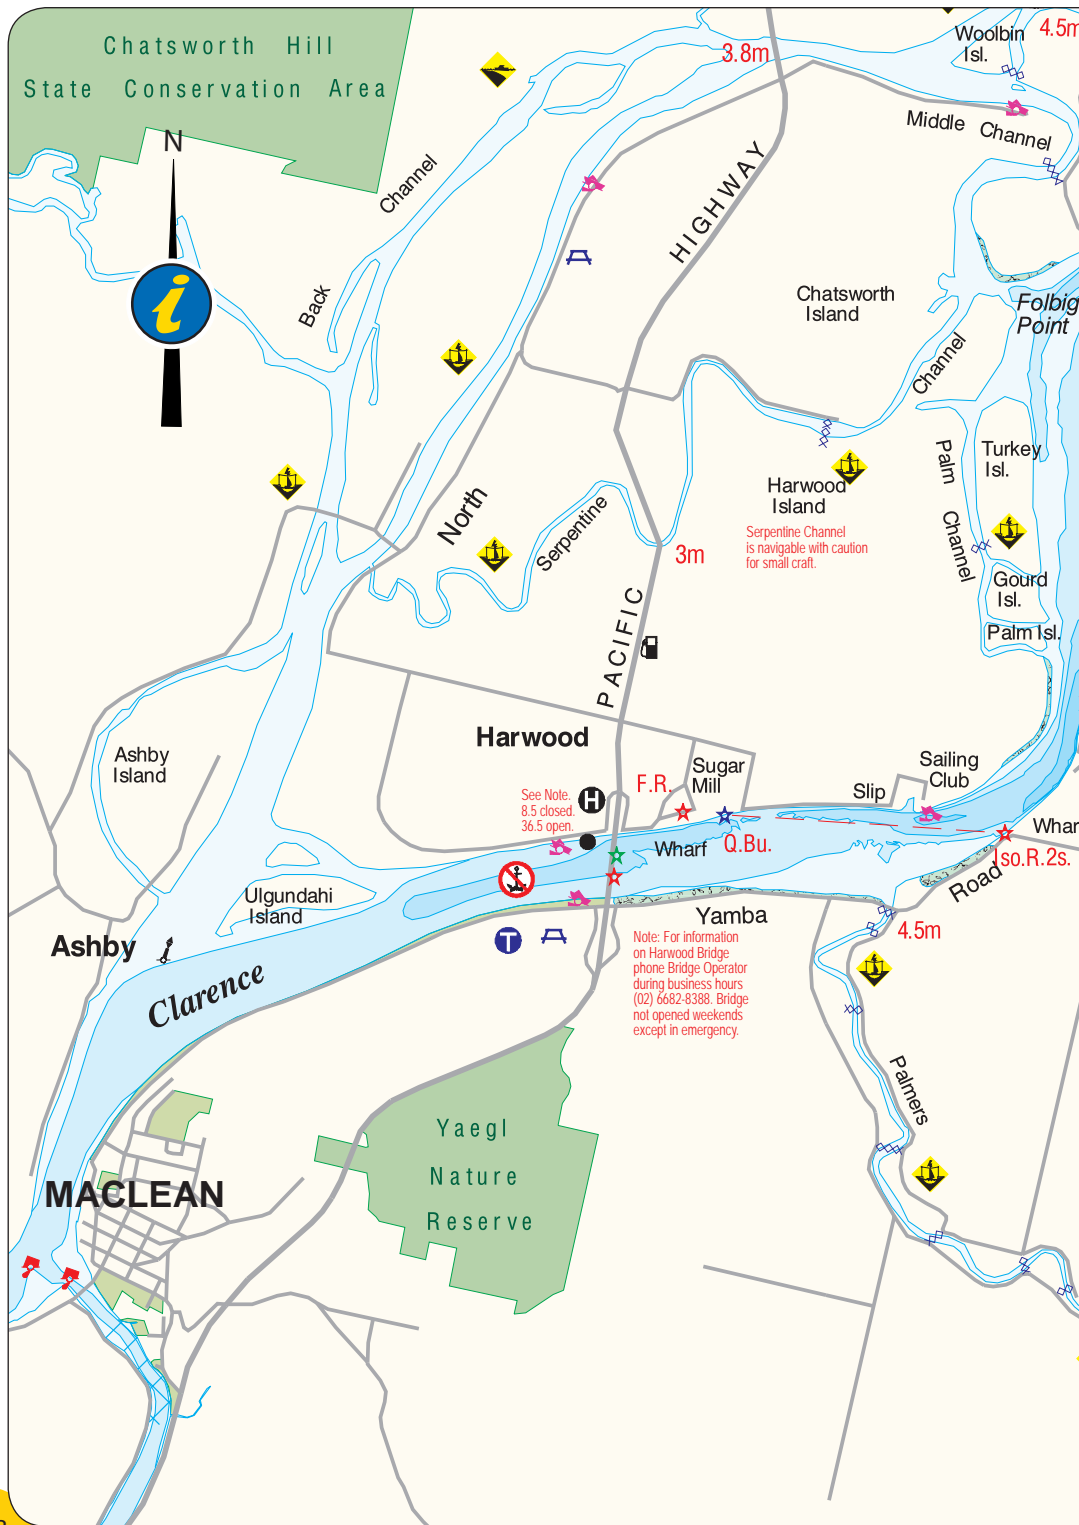 Chatsworth Hill
State Conservation Area
N
i
3.8m
Woolbin
Isl.
4.5m
Middle Channel
Channel
Back
HIGHWAY
Chatsworth
Island
Folbig
Point
Channel
Turkey
Isl.
Palm
Channel
Harwood
Island
North
Serpentine
Serpentine Channel
is navigable with caution
for small craft.
3m
Gourd
Isl.
Palm Isl.
PACIFIC
Harwood
Ashby
Island
Sugar
Mill
F.R.
Sailing
Club
Slip
See Note.
8.5 closed.
36.5 open.
H
Wharf
Q.Bu.
Whar
Iso.R.2s.
Road
Ulgundahi
Island
Yamba
Ashby
T
4.5m
Note: For information
on Harwood Bridge
phone Bridge Operator
during business hours
(02) 6682-8388. Bridge
not opened weekends
except in emergency.
Clarence
Palmers
Yaegl
Nature
Reserve
MACLEAN